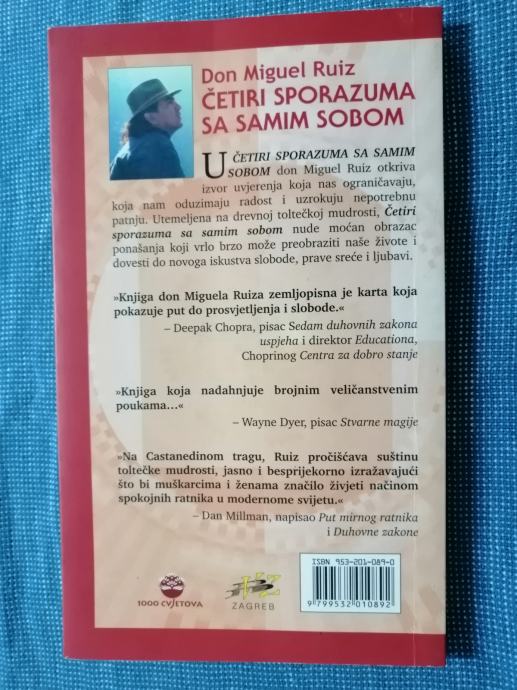 Don Miguel Ruiz
ČETIRI SPORAZUMA
SA SAMIM SOBOM
U ČETIRI SPORAZUMA SA SAMIM
SOBOM don Miguel Ruiz otkriva
izvor uvjerenja koja nas ograničavaju,
koja nam oduzimaju radost i uzrokuju nepotrebnu
patnju. Utemeljena na drevnoj toltečkoj mudrosti, Četiri
sporazuma sa samim sobom nude moćan obrazac
ponašanja koji vrlo brzo može preobraziti naše živote i
dovesti do novoga iskustva slobode, prave sreće i ljubavi.
»Knjiga don Miguela Ruiza zemljopisna je karta koja
pokazuje put do prosvjetljenja i slobode.«
– Deepak Chopra, pisac Sedam duhovnih zakona
uspjeha i direktor Educationa,
Choprinog Centra za dobro stanje
»Knjiga koja nadahnjuje brojnim veličanstvenim
poukama...«
– Wayne Dyer, pisac Stvarne magije
»Na Castanedinom tragu, Ruiz pročišćava suštinu
toltečke mudrosti, jasno i besprijekorno izražavajući
što bi muškarcima i ženama značilo živjeti načinom
spokojnih ratnika u modernome svijetu.«
– Dan Millman, napisao Put mirnog ratnika
i Duhovne zakone
ISBN 953-201-089-0
9 799532 010892
1000 CVJETOVA
ZAGREB